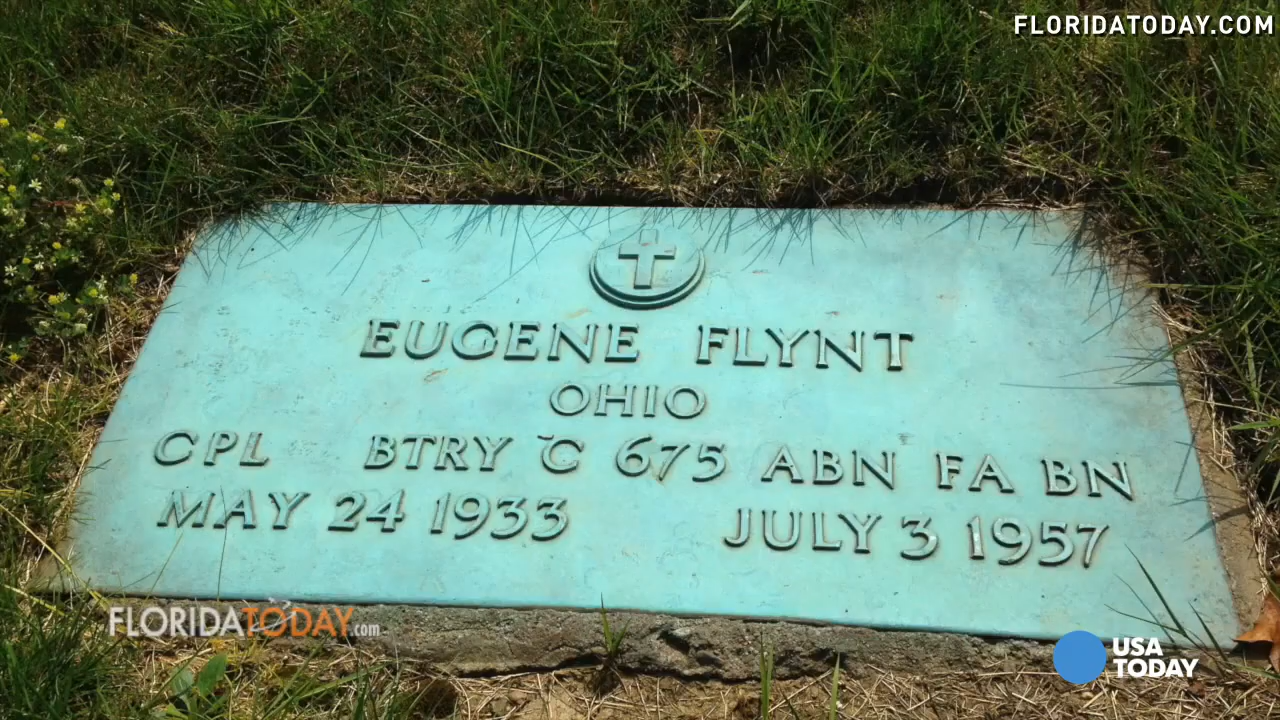 FLORIDATODAY.COM
EUGENE FLYNT
OHIO
CPL BTRY C 675 ABN FA BN
MAY 24 1933 JULY 3 1957
FLORIDATODAY.com
USA
TODAY